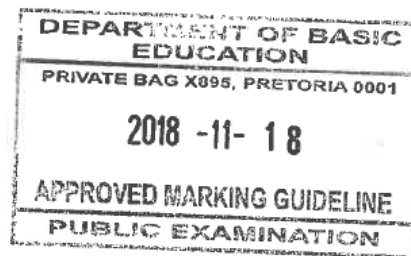 DEPARTMENT OF BASIC
EDUCATION
PRIVATE BAG X895, PRETORIA 0001
2018 -11- 18
APPROVED MARKING GUIDELINE
PUBLIC EXAMINATION